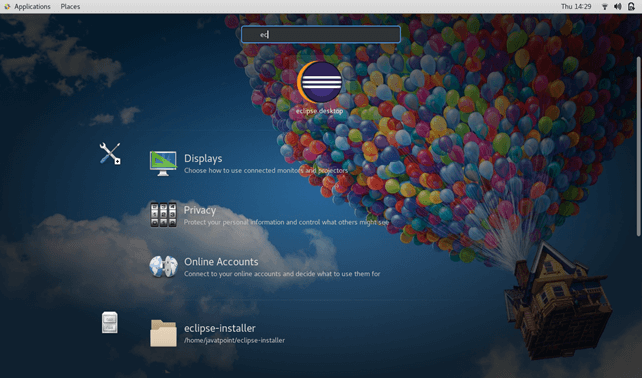 Applications Places Thu 14:29
ec
eclipse desktop
Displays
Choose how to use connected monitors and projectors
Privacy
Protect your personal information and control what others might see
Online Accounts
Connect to your online accounts and decide what to use them for
eclipse-installer
/home/javatpoint/eclipse-installer